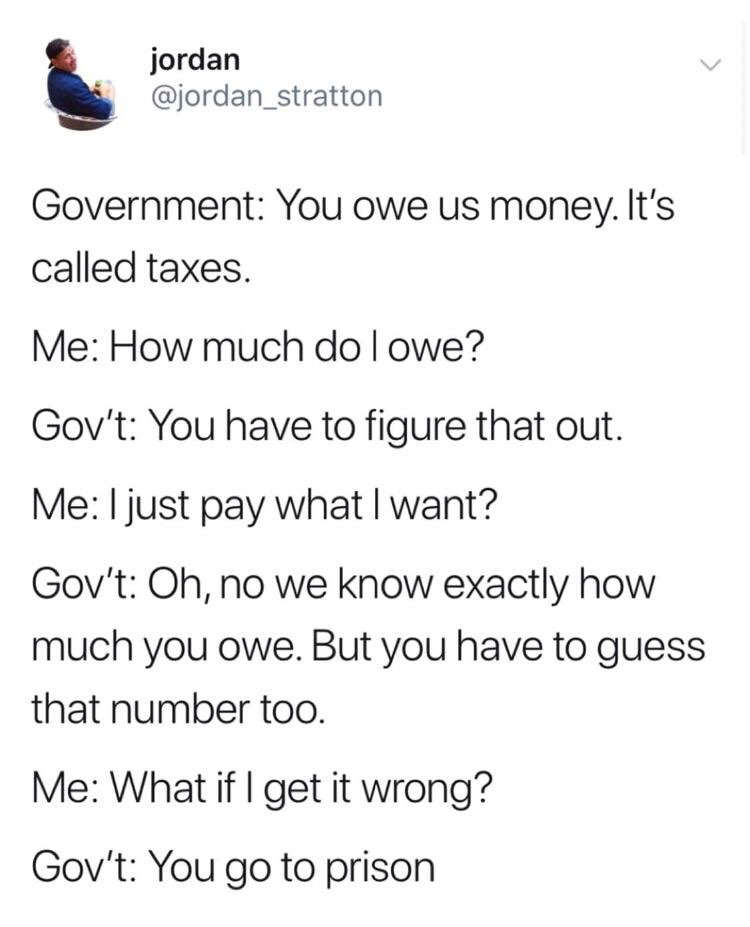 jordan
@jordan_stratton
Government: You owe us money. It's
called taxes.
Me: How much do I owe?
Gov't: You have to figure that out.
Me: I just pay what I want?
Gov't: Oh, no we know exactly how
much you owe. But you have to guess
that number too.
Me: What if I get it wrong?
Gov't: You go to prison